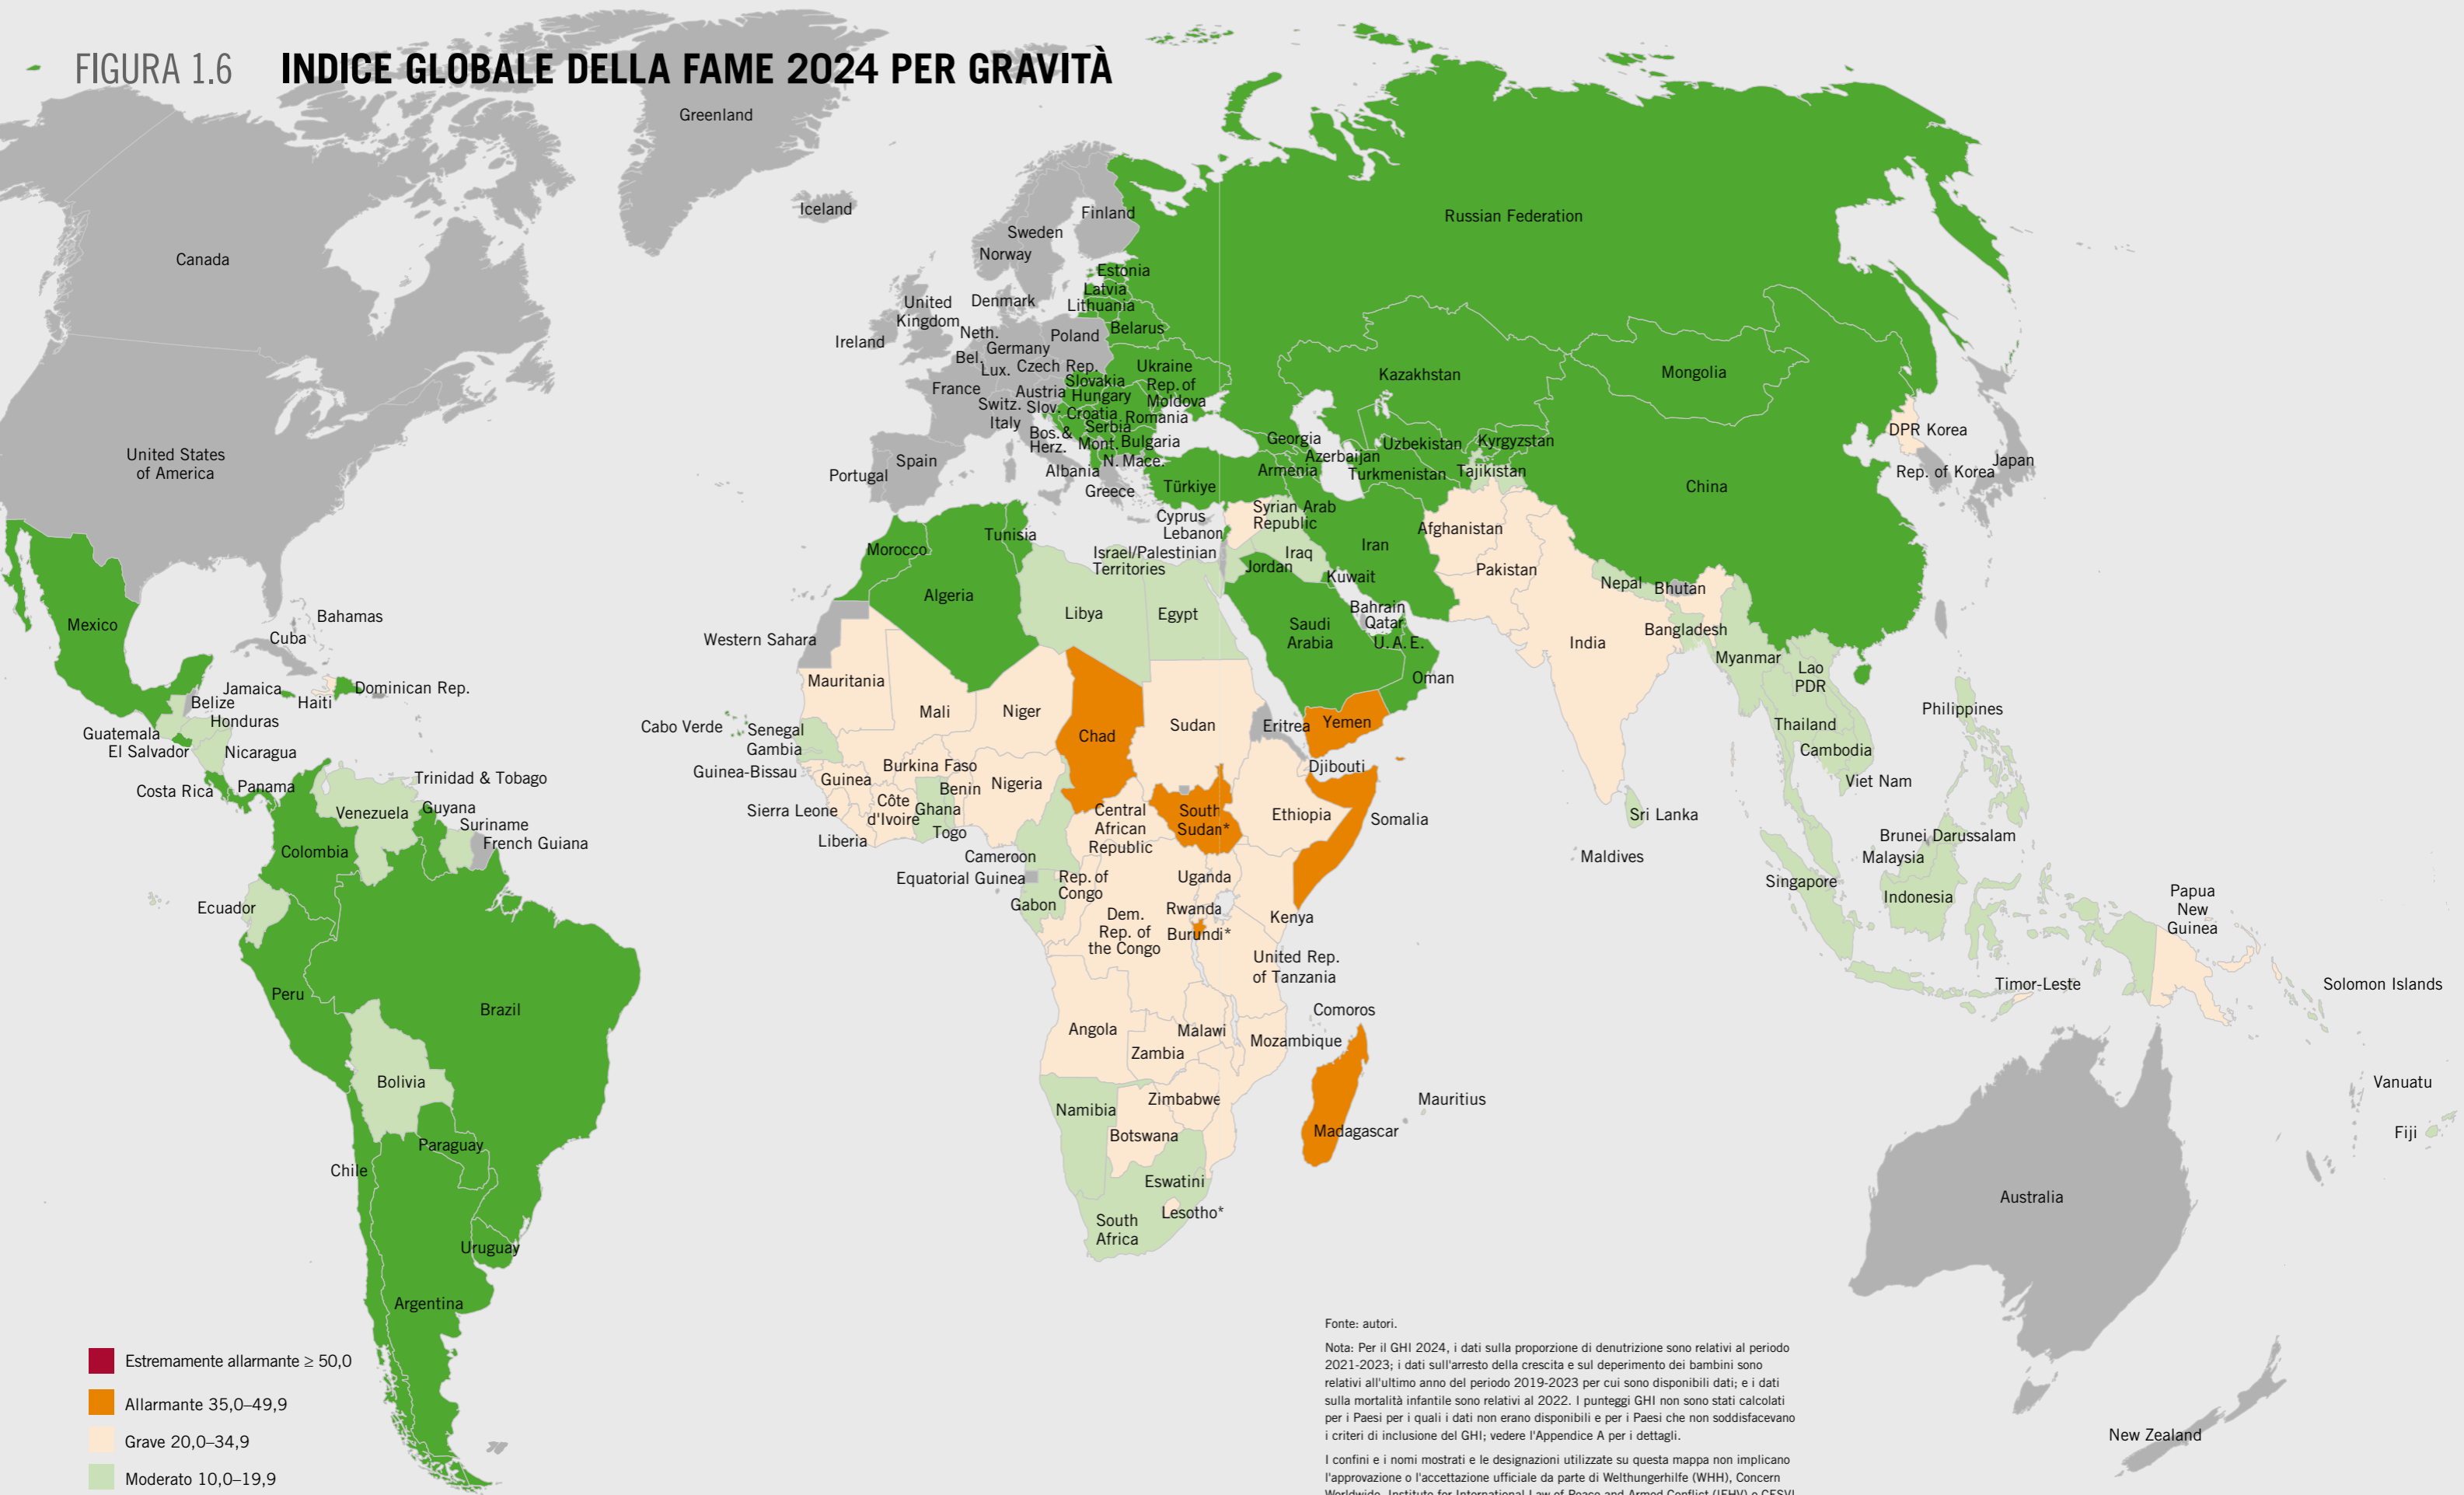 FIGURA 1.6 INDICE GLOBALE DELLA FAME 2024 PER GRAVITÀ
Greenland
Iceland
Finland
Sweden
Norway
Russian Federation
Canada
Estonia
Latvia
Lithuania
Denmark
United
Kingdom
Neth.
Ireland
Belarus
Poland
Germany
Bel.
Lux.
Czech Rep.
Ukraine
France
Slovakia
Austria
Hungary
Rep. of
Moldova
Switz.
Slov.
Croatia
Romania
Italy
Serbia
Bos. &
Herz.
Mont.
Bulgaria
N. Mace.
Albania
Greece
Spain
Portugal
Türkiye
Georgia
Azerbaijan
Armenia
Kazakhstan
Mongolia
Uzbekistan
Kyrgyzstan
Turkmenistan
Tajikistan
China
DPR Korea
Rep. of Korea
Japan
United States
of America
Cyprus
Lebanon
Syrian Arab
Republic
Israel/Palestinian
Territories
Iraq
Jordan
Iran
Kuwait
Afghanistan
Pakistan
Nepal
Bhutan
Bahrain
Qatar
U. A. E.
Saudi
Arabia
Oman
Yemen
India
Bangladesh
Myanmar
Lao
PDR
Thailand
Cambodia
Viet Nam
Philippines
Sri Lanka
Maldives
Brunei Darussalam
Malaysia
Singapore
Indonesia
Papua
New
Guinea
Timor-Leste
Solomon Islands
Vanuatu
Fiji
Australia
New Zealand
Morocco
Tunisia
Algeria
Libya
Egypt
Western Sahara
Mauritania
Mali
Niger
Chad
Sudan
Eritrea
Djibouti
Cabo Verde
Senegal
Gambia
Guinea-Bissau
Guinea
Burkina Faso
Benin
Nigeria
Sierra Leone
Côte
d'Ivoire
Ghana
Togo
Liberia
Cameroon
Equatorial Guinea
Gabon
Rep. of
Congo
Central
African
Republic
South
Sudan*
Ethiopia
Somalia
Uganda
Rwanda
Burundi*
Kenya
Dem.
Rep. of
the Congo
United Rep.
of Tanzania
Comoros
Angola
Malawi
Mozambique
Zambia
Zimbabwe
Namibia
Botswana
Madagascar
Mauritius
Eswatini
Lesotho*
South
Africa
Mexico
Bahamas
Cuba
Jamaica
Haiti
Dominican Rep.
Belize
Honduras
Guatemala
El Salvador
Nicaragua
Costa Rica
Panama
Trinidad & Tobago
Venezuela
Guyana
Suriname
French Guiana
Colombia
Ecuador
Peru
Brazil
Bolivia
Paraguay
Chile
Uruguay
Argentina
Estremamente allarmante ≥ 50,0
Allarmante 35,0–49,9
Grave 20,0–34,9
Moderato 10,0–19,9
Fonte: autori.
Nota: Per il GHI 2024, i dati sulla proporzione di denutrizione sono relativi al periodo
2021-2023; i dati sull'arresto della crescita e sul deperimento dei bambini sono
relativi all'ultimo anno del periodo 2019-2023 per cui sono disponibili dati; e i dati
sulla mortalità infantile sono relativi al 2022. I punteggi GHI non sono stati calcolati
per i Paesi per i quali i dati non erano disponibili e per i Paesi che non soddisfacevano
i criteri di inclusione del GHI; vedere l'Appendice A per i dettagli.
I confini e i nomi mostrati e le designazioni utilizzate su questa mappa non implicano
l'approvazione o l'accettazione ufficiale da parte di Welthungerhilfe (WHH), Concern
Worldwide, Institute for International Law of Peace and Armed Conflict (IFHV) o CESVI